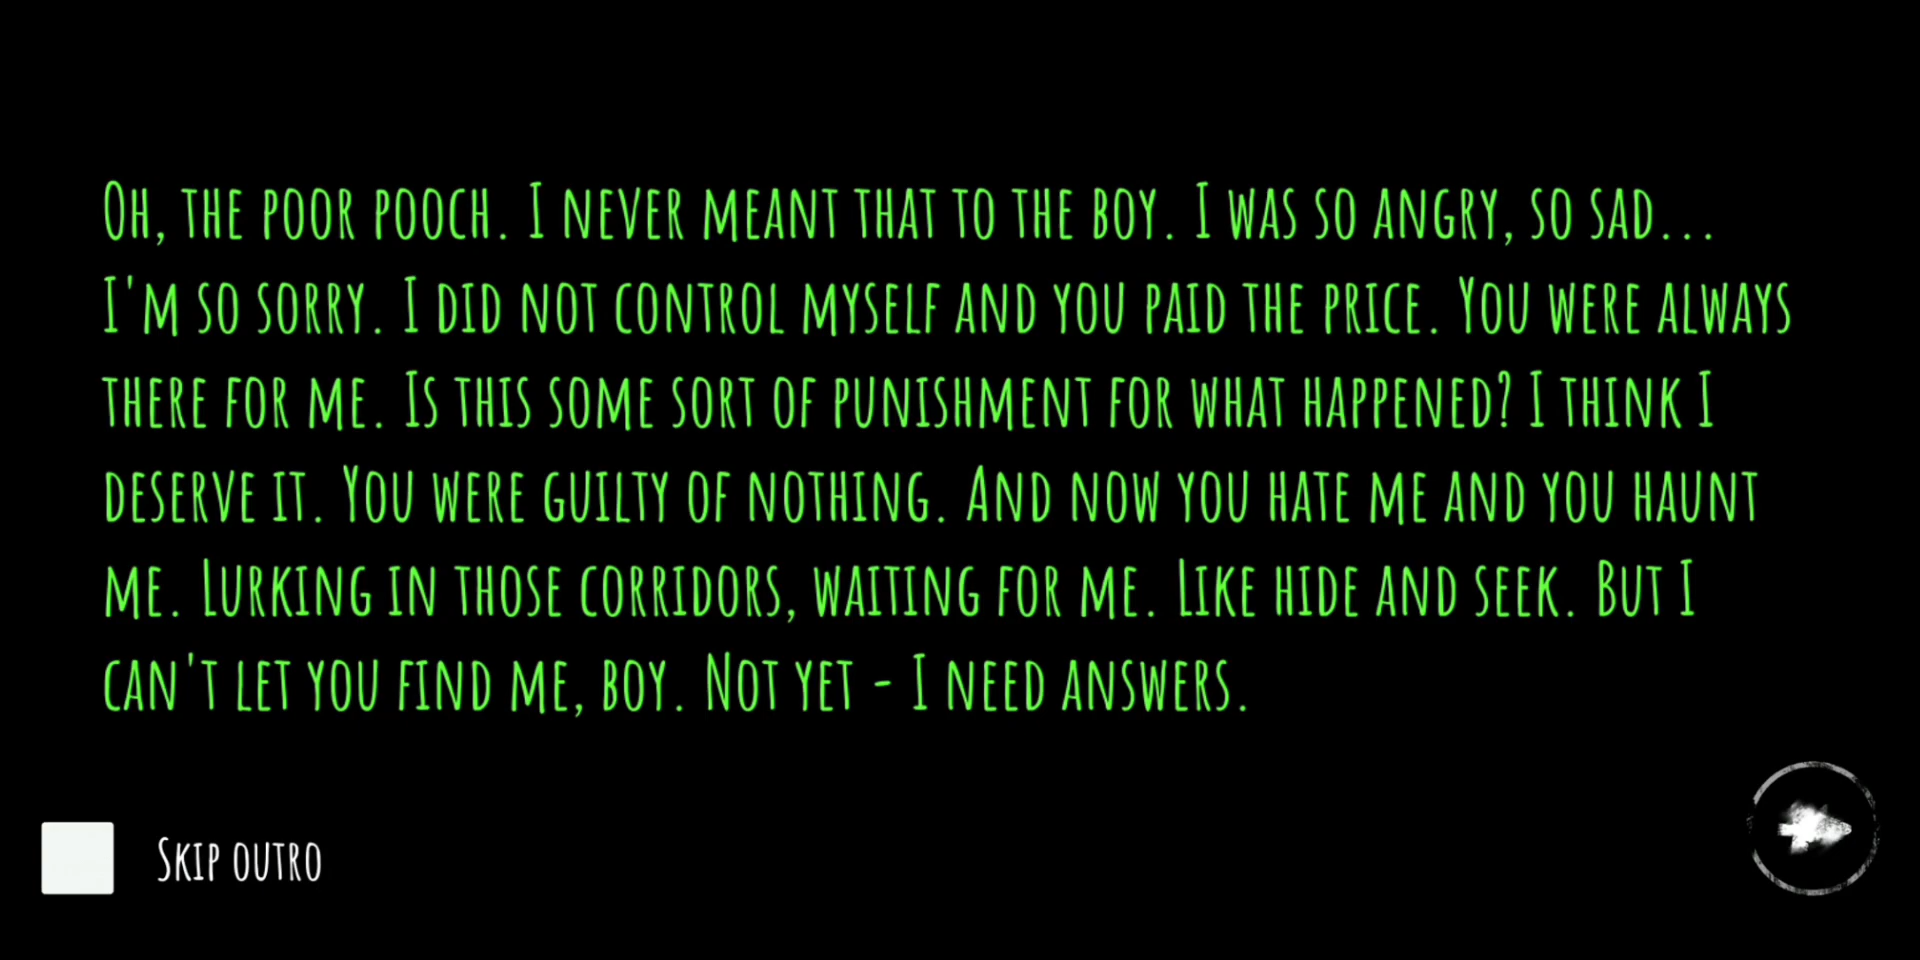 Oh, the poor pooch. I never meant that to the boy. I was so angry, so sad...
I'm so sorry. I did not control myself and you paid the price. You were always
there for me. Is this some sort of punishment for what happened? I think I
deserve it. You were guilty of nothing. And now you hate me and you haunt
me. Lurking in those corridors, waiting for me. Like hide and seek. But I
can't let you find me, boy. Not yet - I need answers.
Skip outro